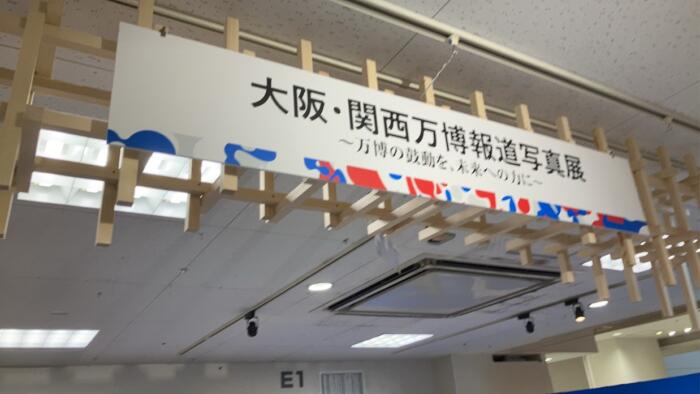 大阪・関西万博報道写真展
～万博の鼓動を、未来への力に～
E1